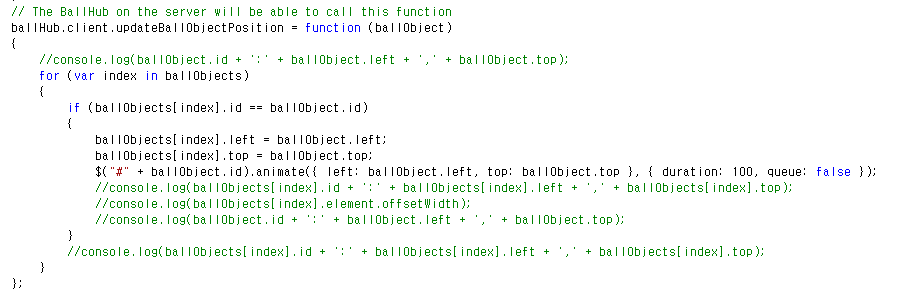 // The BallHub on the server will be able to call this function
ballHub.client.updateBallObjectPosition = function (ballObject)
{
    //console.log(ballObject.id + ':' + ballObject.left + ',' + ballObject.top);
    for (var index in ballObjects)
    {
        if (ballObjects[index].id == ballObject.id)
        {
            ballObjects[index].left = ballObject.left;
            ballObjects[index].top = ballObject.top;
            $("#" + ballObject.id).animate({ left: ballObject.left, top: ballObject.top }, { duration: 100, queue: false });
            //console.log(ballObjects[index].id + ':' + ballObjects[index].left + ',' + ballObjects[index].top);
            //console.log(ballObjects[index].element.offsetWidth);
            //console.log(ballObject.id + ':' + ballObject.left + ',' + ballObject.top);
        }
        //console.log(ballObjects[index].id + ':' + ballObjects[index].left + ',' + ballObjects[index].top);
    }
};